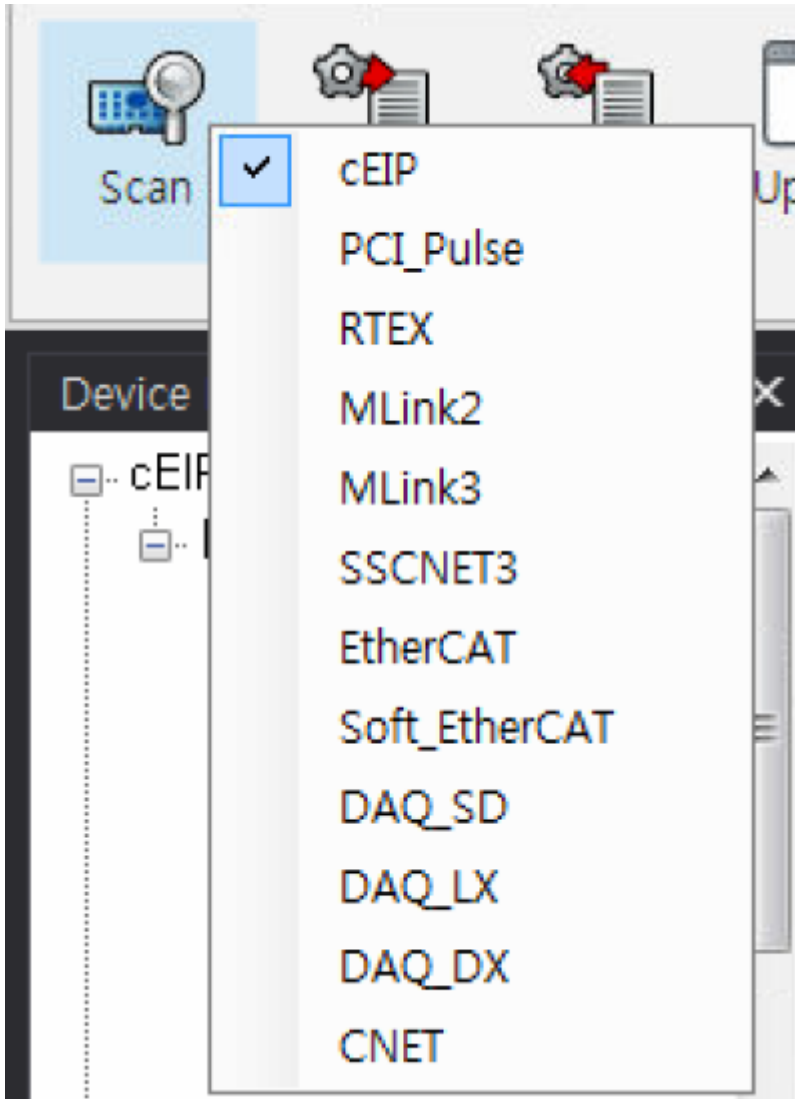 Scan
cEIP
PCI_Pulse
RTEX
MLink2
MLink3
SSCNET3
EtherCAT
Soft_EtherCAT
DAQ_SD
DAQ_LX
DAQ_DX
CNET
Device